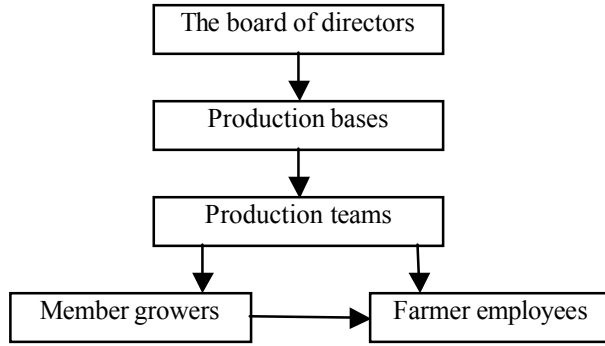 The board of directors
Production bases
Production teams
Member growers
Farmer employees